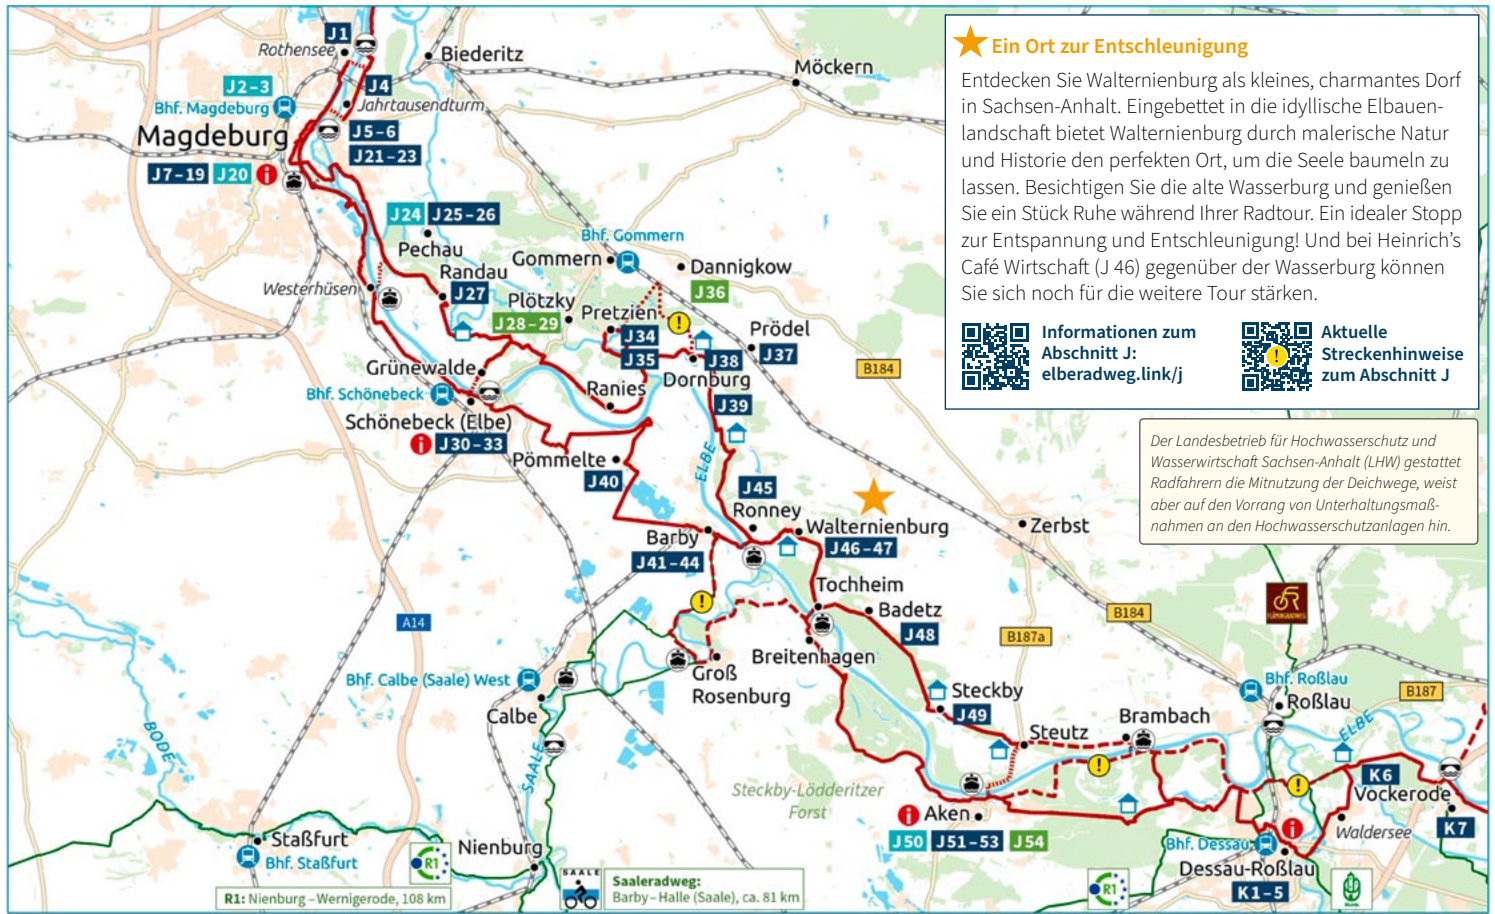 J1
Rothensee
Biederitz
Möckern
J2–3
Bhf. Magdeburg
J4
Jahrtausendturm
Magdeburg
J5–6
J21–23
J7–19 J20
J24 J25–26
Pechau
Bhf. Gommern
Gommern
Dannigkow
J36
Randau
J27
Westerhüsen
Plötzky
J28–29
Pretzien
J34
J35
Prödel
J37
J38
Dornburg
J39
Grünewalde
Bhf. Schönebeck
Ranies
Schönebeck (Elbe)
J30–33
B184
Pömmelte
J40
ELBE
J45
Ronney
Walternienburg
J46–47
Zerbst
Barby
J41–44
Tochheim
Badetz
J48
A14
B184
B187a
FLÄMINGRADWEG
Breitenhagen
Groß
Rosenburg
Bhf. Calbe (Saale) West
Calbe
Steckby
J49
Steutz
Brambach
Bhf. Roßlau
Roßlau
B187
ELBE
BODE
SAALE
Steckby-Lödderitzer
Forst
Aken
J50 J51–53 J54
K6
Vockerode
K7
Waldersee
Bhf. Dessau
Dessau-Roßlau
K1–5
Staßfurt
Bhf. Staßfurt
Nienburg
R1
R1: Nienburg – Wernigerode, 108 km
SAALE
Saaleradweg:
Barby – Halle (Saale), ca. 81 km
R1
Ein Ort zur Entschleunigung
Entdecken Sie Walternienburg als kleines, charmantes Dorf
in Sachsen-Anhalt. Eingebettet in die idyllische Elbauen-
landschaft bietet Walternienburg durch malerische Natur
und Historie den perfekten Ort, um die Seele baumeln zu
lassen. Besichtigen Sie die alte Wasserburg und genießen
Sie ein Stück Ruhe während Ihrer Radtour. Ein idealer Stopp
zur Entspannung und Entschleunigung! Und bei Heinrich’s
Café Wirtschaft (J 46) gegenüber der Wasserburg können
Sie sich noch für die weitere Tour stärken.
Informationen zum
Abschnitt J:
elberadweg.link/j
Aktuelle
Streckenhinweise
zum Abschnitt J
Der Landesbetrieb für Hochwasserschutz und
Wasserwirtschaft Sachsen-Anhalt (LHW) gestattet
Radfahrern die Mitnutzung der Deichwege, weist
aber auf den Vorrang von Unterhaltungsmaß-
nahmen an den Hochwasserschutzanlagen hin.